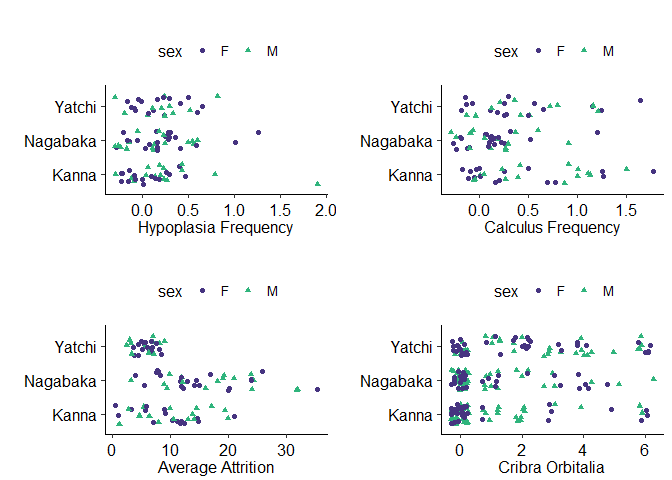 sex F M
Yatchi
Nagabaka
Kanna
0.0 0.5 1.0 1.5 2.0
Hypoplasia Frequency
sex F M
Yatchi
Nagabaka
Kanna
0.0 0.5 1.0 1.5
Calculus Frequency
sex F M
Yatchi
Nagabaka
Kanna
0 10 20 30
Average Attrition
sex F M
Yatchi
Nagabaka
Kanna
0 2 4 6
Cribra Orbitalia